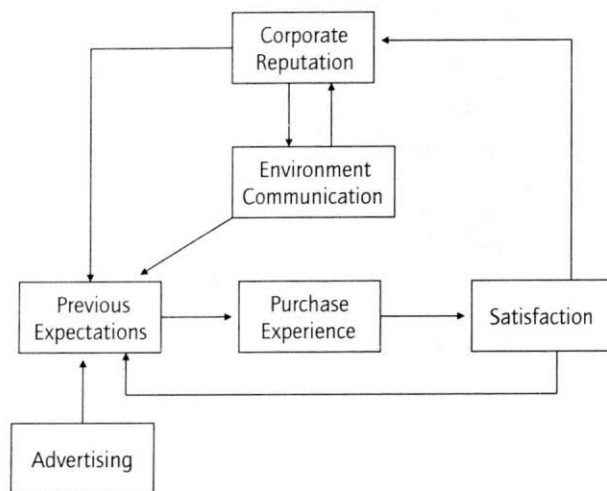 Corporate
Reputation
Environment
Communication
Previous
Expectations
Purchase
Experience
Satisfaction
Advertising